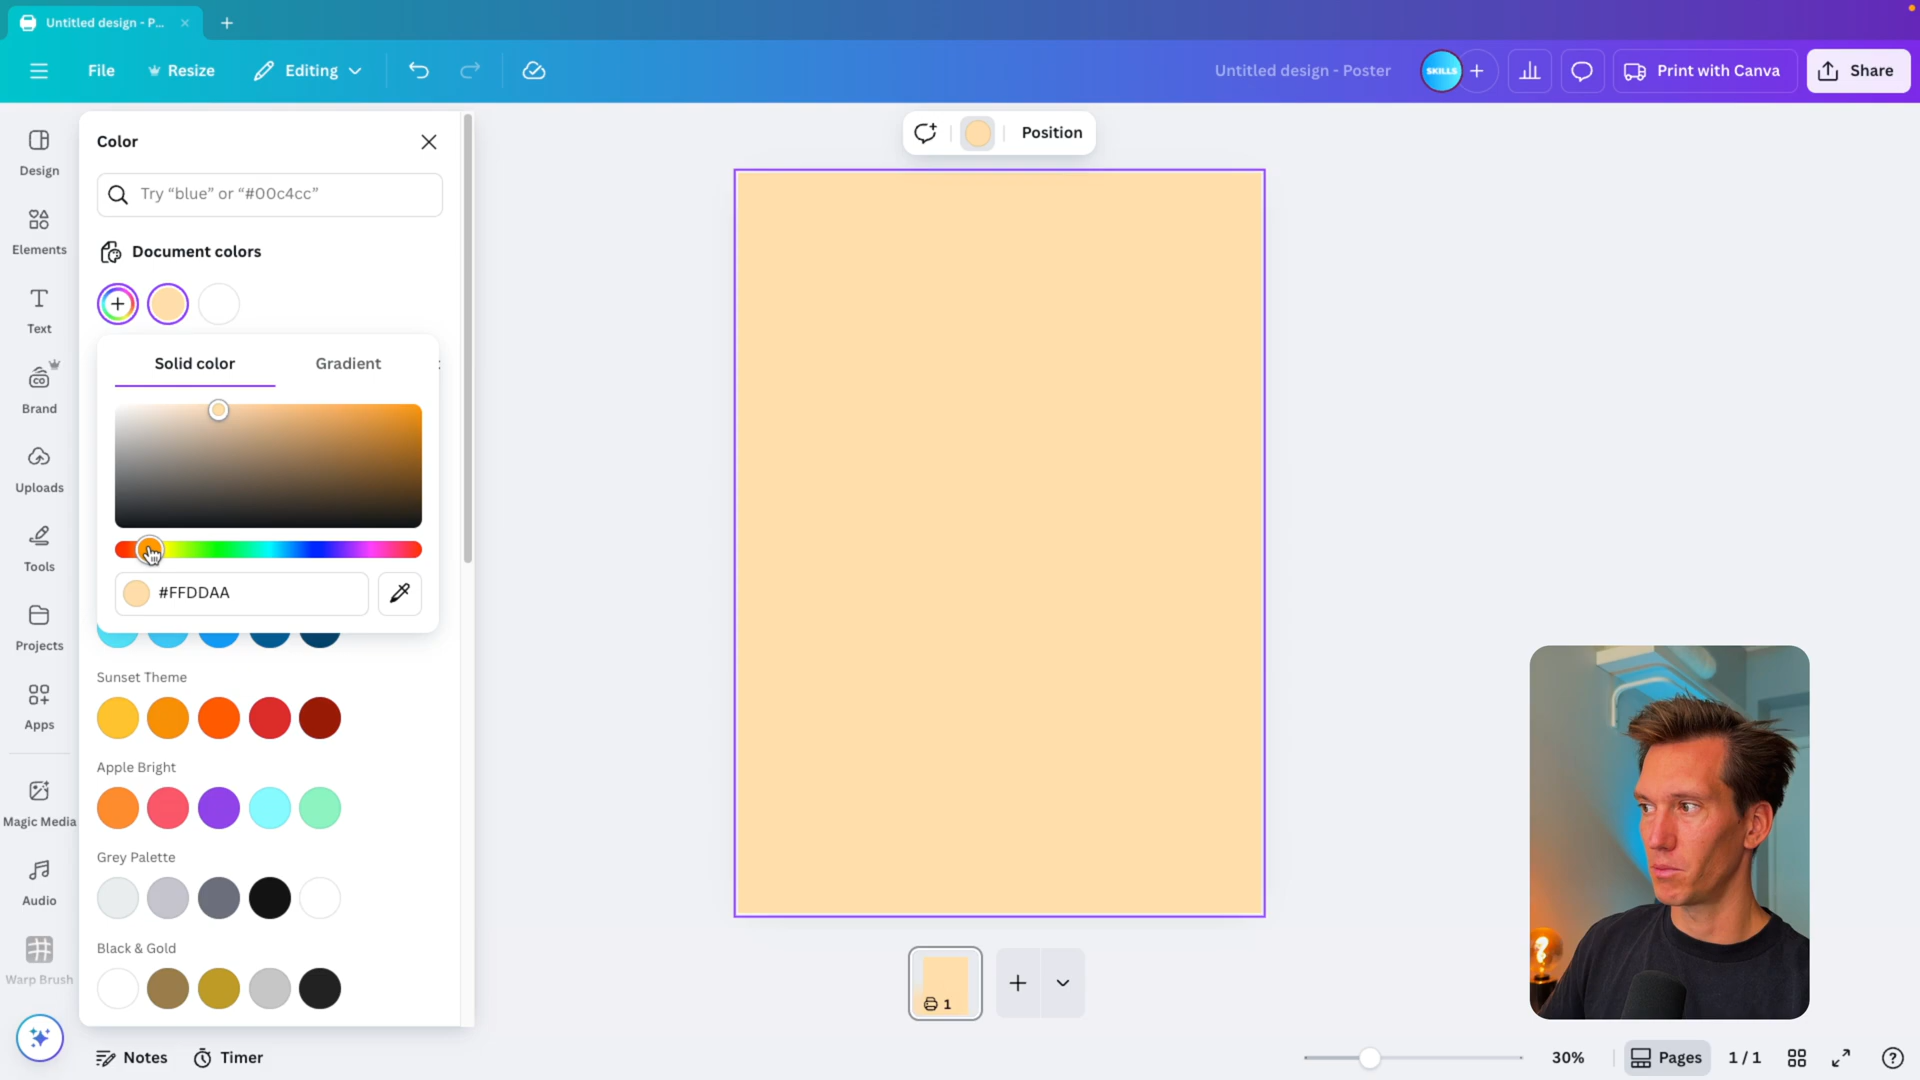 Untitled design - P...
File
Resize
Editing
Untitled design - Poster
SKILLS
Print with Canva
Share
Design
Elements
Text
Brand
Uploads
Tools
Projects
Apps
Magic Media
Audio
Warp Brush
Color
Try “blue” or “#00c4cc”
Document colors
Solid color
Gradient
#FFDDAA
Sunset Theme
Apple Bright
Grey Palette
Black & Gold
Position
1
Notes
Timer
30%
Pages
1 / 1